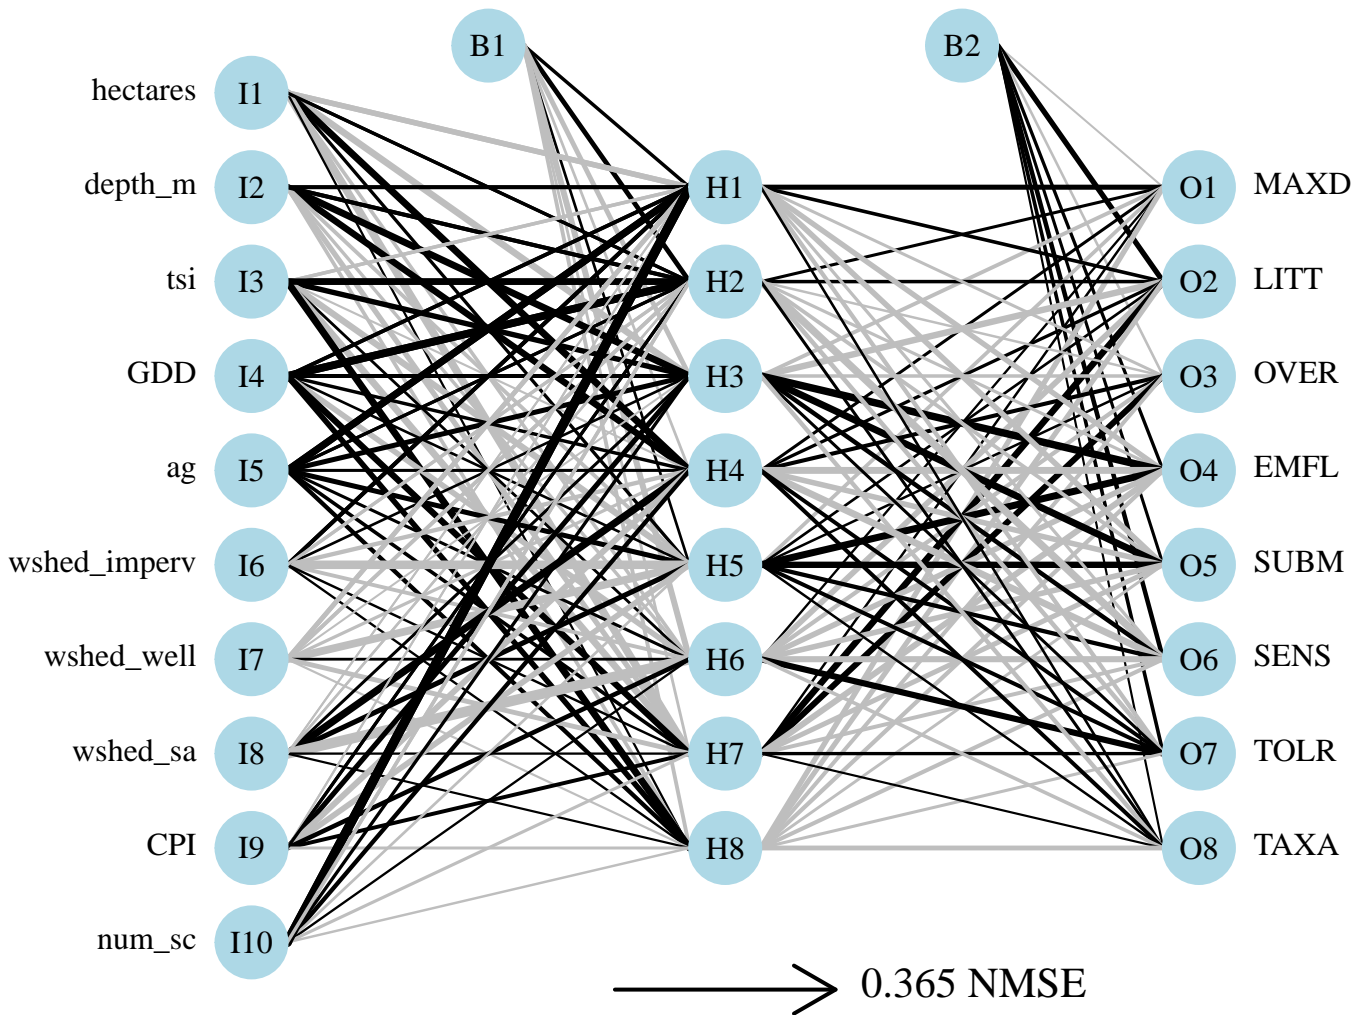 B1 B2
hectares I1
depth_m I2 H1 O1 MAXD
tsi I3 H2 O2 LITT
GDD I4 H3 O3 OVER
ag I5 H4 O4 EMFL
wshed_imperv I6 H5 O5 SUBM
wshed_well I7 H6 O6 SENS
wshed_sa I8 H7 O7 TOLR
CPI I9 H8 O8 TAXA
num_sc I10
0.365 NMSE